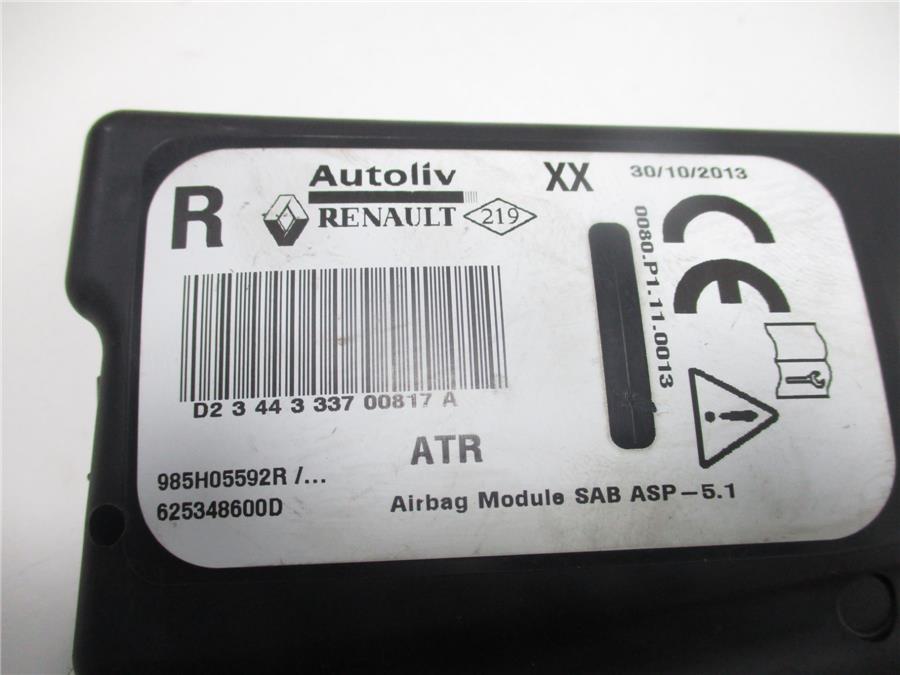 R
Autoliv
RENAULT 219
XX
30/10/2013
0080.P1.11.0013
CE
D2 3 44 3 337 00817 A
ATR
985H05592R /...
625348600D
Airbag Module SAB ASP-5.1